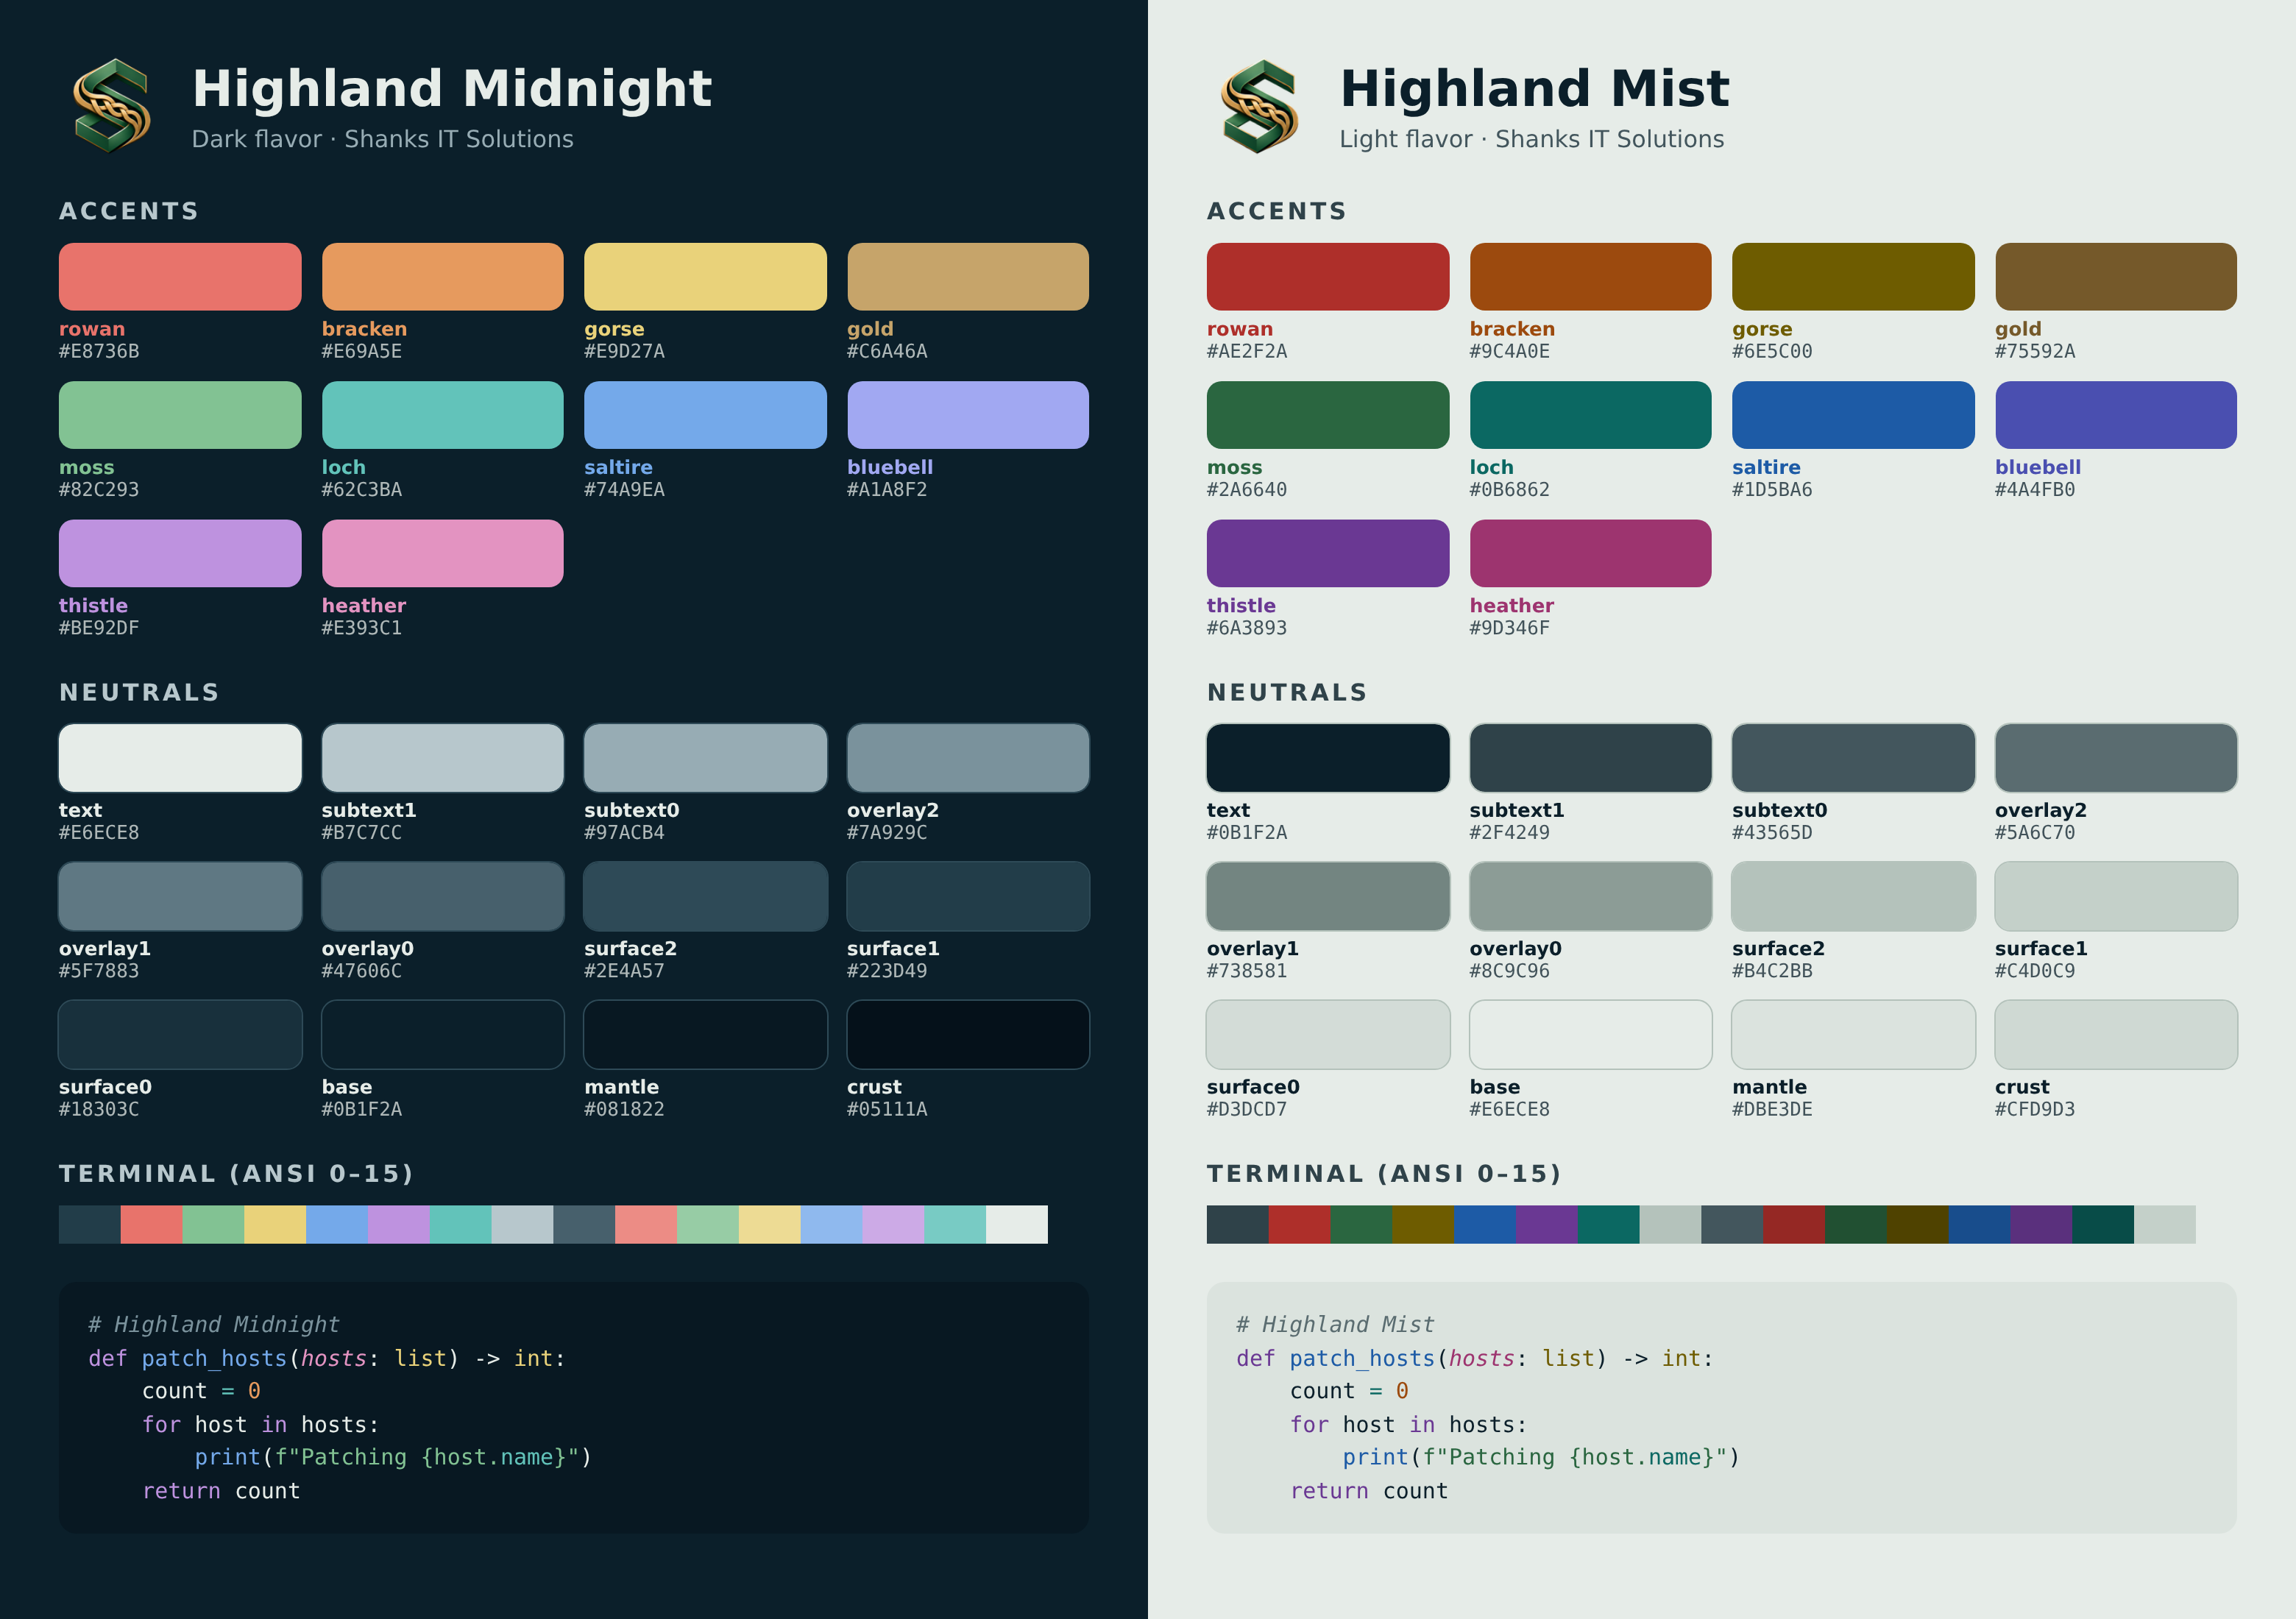 Highland Midnight
Dark flavor · Shanks IT Solutions
ACCENTS
rowan bracken gorse gold
#E8736B #E69A5E #E9D27A #C6A46A
moss loch saltire bluebell
#82C293 #62C3BA #74A9EA #A1A8F2
thistle heather
#BE92DF #E393C1
NEUTRALS
text subtext1 subtext0 overlay2
#E6ECE8 #B7C7CC #97ACB4 #7A929C
overlay1 overlay0 surface2 surface1
#5F7883 #47606C #2E4A57 #223D49
surface0 base mantle crust
#18303C #0B1F2A #081822 #05111A
TERMINAL (ANSI 0–15)
# Highland Midnight
def patch_hosts(hosts: list) -> int:
    count = 0
    for host in hosts:
        print(f"Patching {host.name}")
    return count
Highland Mist
Light flavor · Shanks IT Solutions
ACCENTS
rowan bracken gorse gold
#AE2F2A #9C4A0E #6E5C00 #75592A
moss loch saltire bluebell
#2A6640 #0B6862 #1D5BA6 #4A4FB0
thistle heather
#6A3893 #9D346F
NEUTRALS
text subtext1 subtext0 overlay2
#0B1F2A #2F4249 #43565D #5A6C70
overlay1 overlay0 surface2 surface1
#738581 #8C9C96 #B4C2BB #C4D0C9
surface0 base mantle crust
#D3DCD7 #E6ECE8 #DBE3DE #CFD9D3
TERMINAL (ANSI 0–15)
# Highland Mist
def patch_hosts(hosts: list) -> int:
    count = 0
    for host in hosts:
        print(f"Patching {host.name}")
    return count